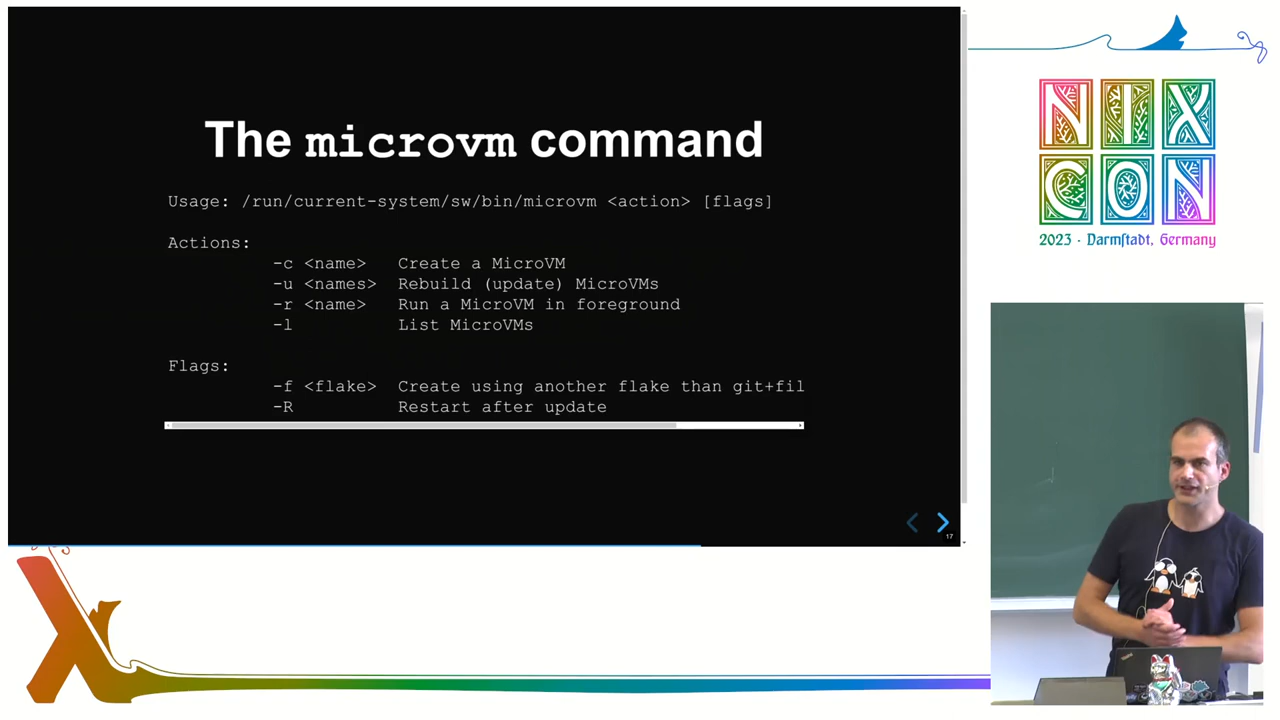 The microvm command
Usage: /run/current-system/sw/bin/microvm <action> [flags]
Actions:
-c <name> Create a MicroVM
-u <names> Rebuild (update) MicroVMs
-r <name> Run a MicroVM in foreground
-l List MicroVMs
Flags:
-f <flake> Create using another flake than git+fil
-R Restart after update
17
NIX
CON
2023 · Darmſtadt, Germany